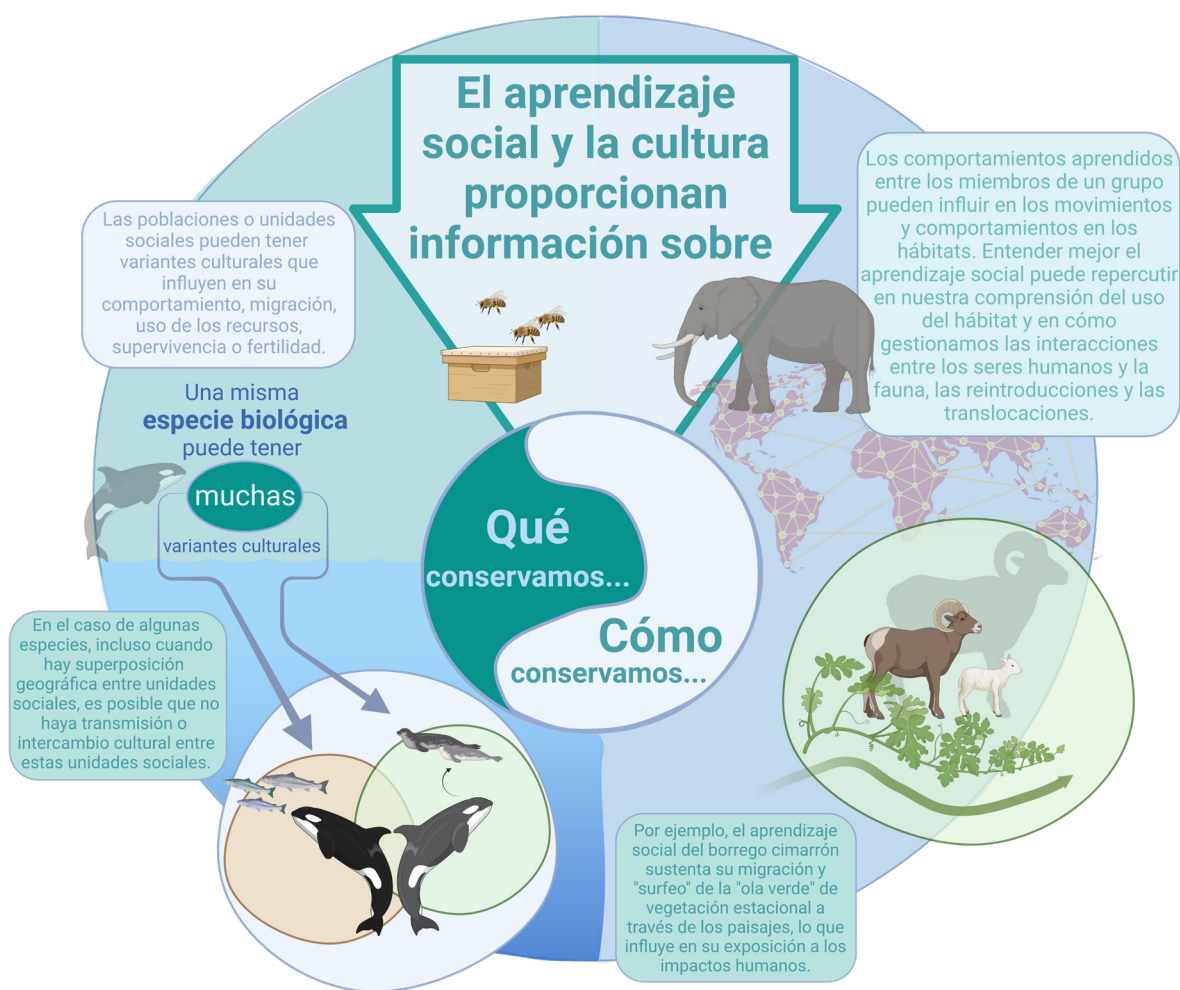 El aprendizaje
social y la cultura
proporcionan
información sobre
Las poblaciones o unidades
sociales pueden tener
variantes culturales que
influyen en su
comportamiento, migración,
uso de los recursos,
supervivencia o fertilidad.
Una misma
especie biológica
puede tener
muchas
variantes culturales
En el caso de algunas
especies, incluso cuando
hay superposición
geográfica entre unidades
sociales, es posible que no
haya transmisión o
intercambio cultural entre
estas unidades sociales.
Qué
conservamos...
Cómo
conservamos...
Los comportamientos aprendidos
entre los miembros de un grupo
pueden influir en los movimientos
y comportamientos en los
hábitats. Entender mejor el
aprendizaje social puede repercutir
en nuestra comprensión del uso
del hábitat y en cómo
gestionamos las interacciones
entre los seres humanos y la
fauna, las reintroducciones y las
translocaciones.
Por ejemplo, el aprendizaje
social del borrego cimarrón
sustenta su migración y
"surfeo" de la "ola verde" de
vegetación estacional a
través de los paisajes, lo que
influye en su exposición a los
impactos humanos.